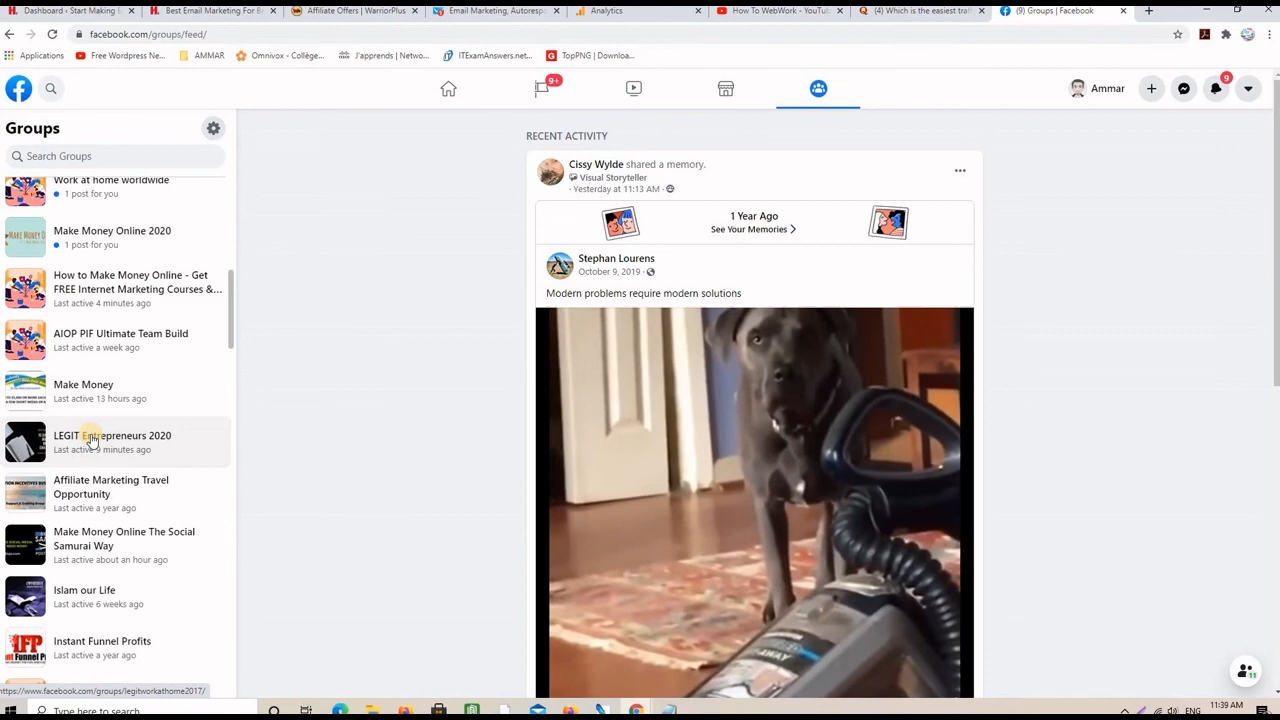 Dashboard ‹ Start Making
Best Email Marketing For B
Affiliate Offers | WarriorPlus
Email Marketing, Autorespo
Analytics
How To WebWork - YouTu
(4) Which is the easiest traf
(9) Groups | Facebook
facebook.com/groups/feed/
Applications
Free Wordpress Ne...
AMMAR
Omnivox - Collège...
J'apprends | Netwo...
ITExamAnswers.net...
TopPNG | Downloa...
9+
Ammar
9
Groups
Search Groups
Work at home worldwide
1 post for you
Make Money Online 2020
1 post for you
How to Make Money Online - Get
FREE Internet Marketing Courses &...
Last active 4 minutes ago
AIOP PIF Ultimate Team Build
Last active a week ago
Make Money
Last active 13 hours ago
LEGIT Entrepreneurs 2020
Last active 9 minutes ago
Affiliate Marketing Travel
Opportunity
Last active a year ago
Make Money Online The Social
Samurai Way
Last active about an hour ago
Islam our Life
Last active 6 weeks ago
Instant Funnel Profits
Last active a year ago
https://www.facebook.com/groups/legitworkathome2017/
RECENT ACTIVITY
Cissy Wylde shared a memory.
Visual Storyteller
· Yesterday at 11:13 AM ·
1 Year Ago
See Your Memories
Stephan Lourens
October 9, 2019 ·
Modern problems require modern solutions
11
Type here to search
11:39 AM